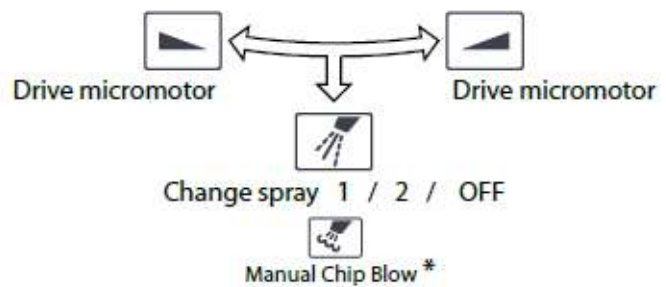 Drive micromotor Drive micromotor
Change spray 1 / 2 / OFF
Manual Chip Blow *